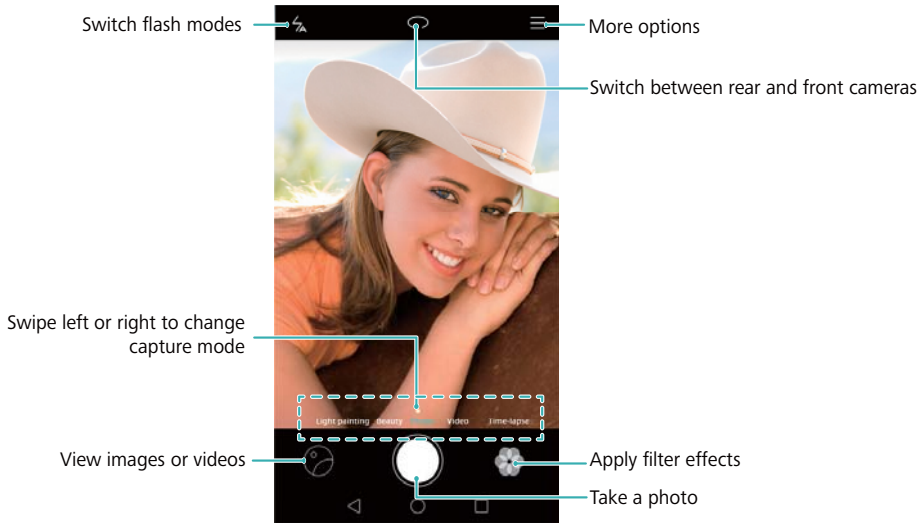 Switch flash modes
More options
Switch between rear and front cameras
Swipe left or right to change
capture mode
Light painting Beauty Video Time-lapse
View images or videos
Apply filter effects
Take a photo